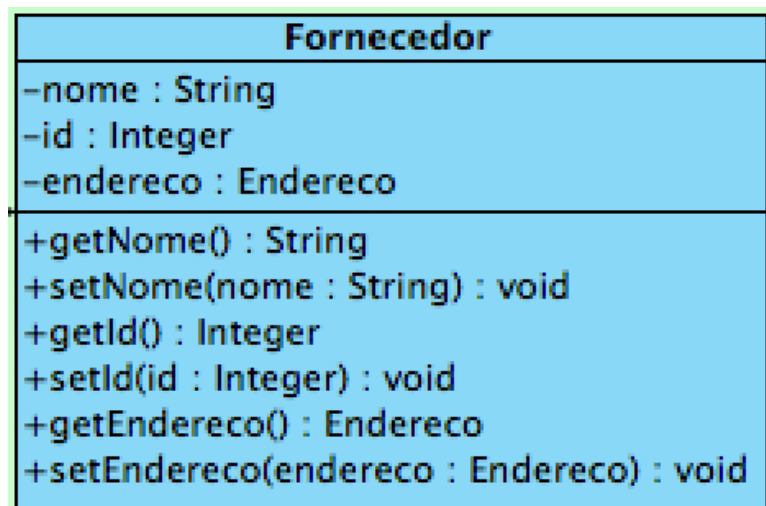 Fornecedor
-nome : String
-id : Integer
-endereco : Endereco
+getNome() : String
+setNome(nome : String) : void
+getId() : Integer
+setId(id : Integer) : void
+getEndereco() : Endereco
+setEndereco(endereco : Endereco) : void